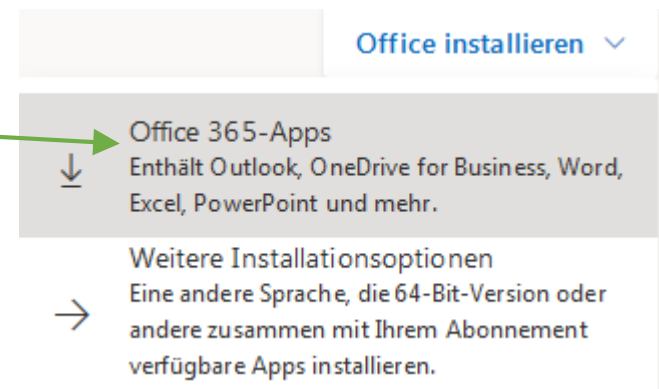 Office installieren
Office 365-Apps
Enthält Outlook, OneDrive for Business, Word,
Excel, PowerPoint und mehr.
Weitere Installationsoptionen
Eine andere Sprache, die 64-Bit-Version oder
andere zusammen mit Ihrem Abonnement
verfügbare Apps installieren.